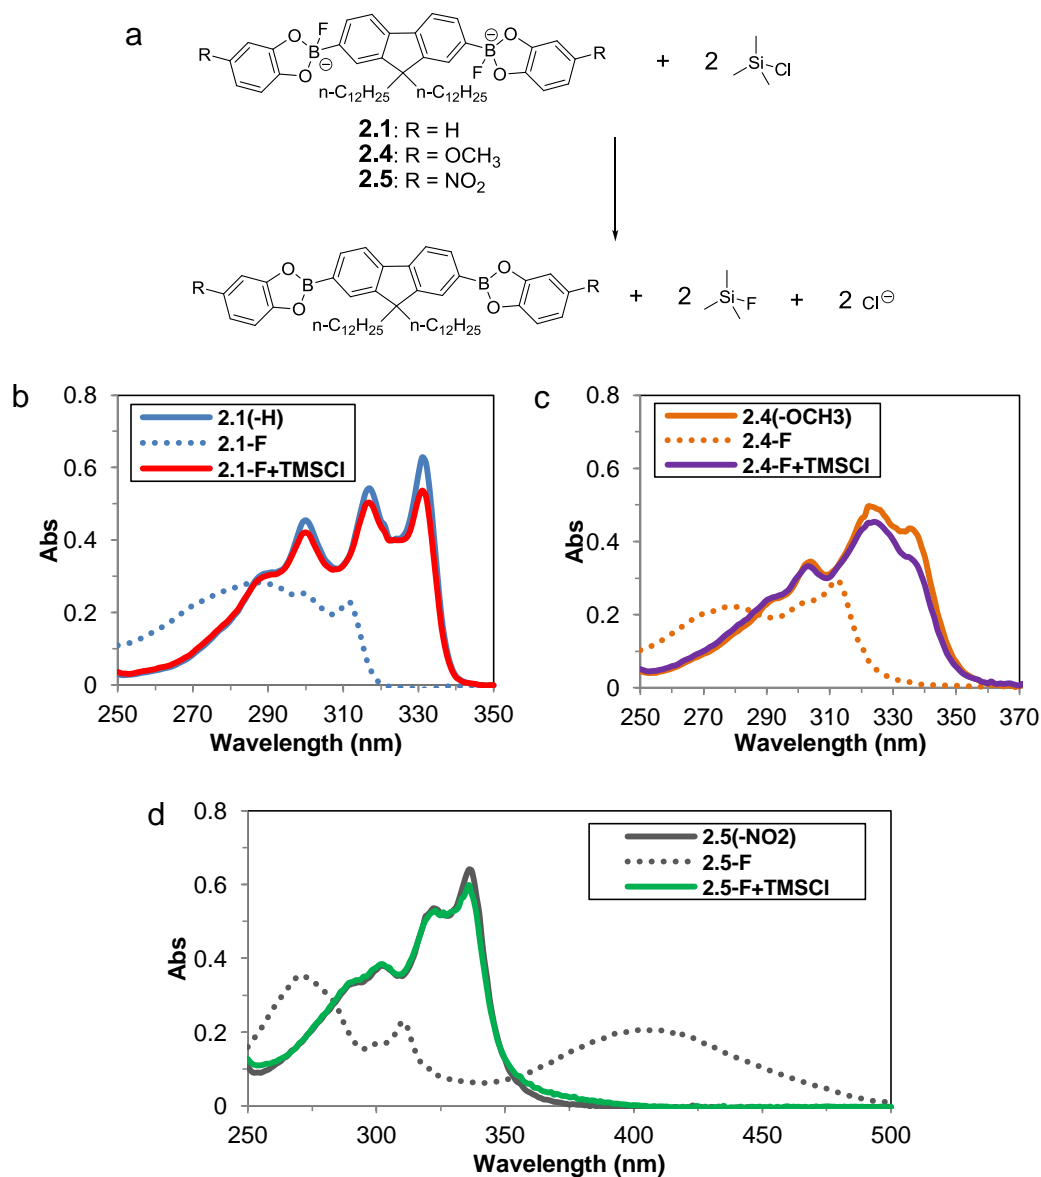 a
R O O B F ⊖ ⊖ B F O O R + 2 Si Cl
n-C12H25 n-C12H25
2.1: R = H
2.4: R = OCH3
2.5: R = NO2
R O O B B O O R + 2 Si F + 2 Cl⊖
n-C12H25 n-C12H25
b
0.8
0.6
0.4
0.2
0
Abs
2.1(-H)
2.1-F
2.1-F+TMSCl
250 270 290 310 330 350
Wavelength (nm)
c
0.8
0.6
0.4
0.2
0
Abs
2.4(-OCH3)
2.4-F
2.4-F+TMSCl
250 270 290 310 330 350 370
Wavelength (nm)
d
0.8
0.6
0.4
0.2
0
Abs
2.5(-NO2)
2.5-F
2.5-F+TMSCl
250 300 350 400 450 500
Wavelength (nm)